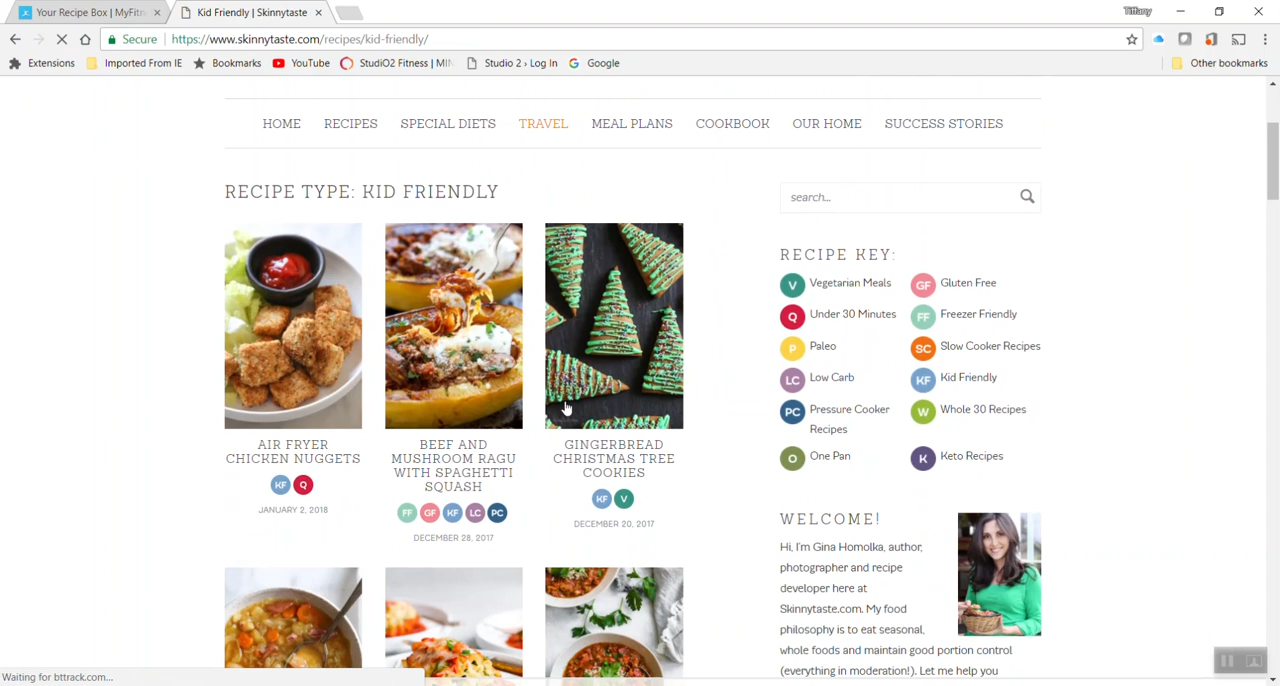 Your Recipe Box | MyFitn
Kid Friendly | Skinnytaste
Tiffany
Secure
https://www.skinnytaste.com/recipes/kid-friendly/
Extensions
Imported From IE
Bookmarks
YouTube
StudiO2 Fitness | MIN
Studio 2 › Log In
Google
Other bookmarks
HOME
RECIPES
SPECIAL DIETS
TRAVEL
MEAL PLANS
COOKBOOK
OUR HOME
SUCCESS STORIES
RECIPE TYPE: KID FRIENDLY
AIR FRYER
CHICKEN NUGGETS
KF Q
JANUARY 2, 2018
BEEF AND
MUSHROOM RAGU
WITH SPAGHETTI
SQUASH
FF GF KF LC PC
DECEMBER 28, 2017
GINGERBREAD
CHRISTMAS TREE
COOKIES
KF V
DECEMBER 20, 2017
search...
RECIPE KEY:
V Vegetarian Meals
GF Gluten Free
Q Under 30 Minutes
FF Freezer Friendly
P Paleo
SC Slow Cooker Recipes
LC Low Carb
KF Kid Friendly
PC Pressure Cooker
Recipes
W Whole 30 Recipes
O One Pan
K Keto Recipes
WELCOME!
Hi, I'm Gina Homolka, author,
photographer and recipe
developer here at
Skinnytaste.com. My food
philosophy is to eat seasonal,
whole foods and maintain good portion control
(everything in moderation!). Let me help you
Waiting for bttrack.com...